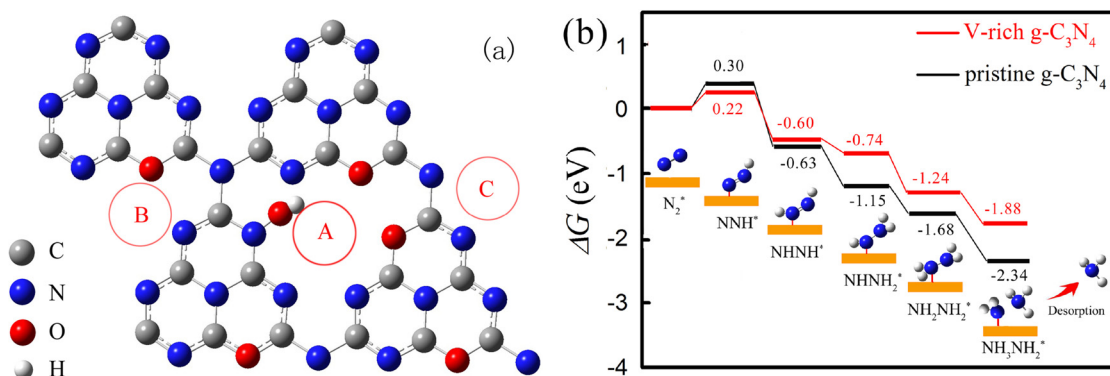 (a)
B
A
C
C
N
O
H
(b)
V-rich g-C₃N₄
pristine g-C₃N₄
ΔG (eV)
0
-1
-2
-3
-4
0.30
0.22
-0.60
-0.63
-0.74
-1.15
-1.24
-1.68
-1.88
-2.34
N₂*
NNH*
NHNH*
NHNH₂*
NH₂NH₂*
NH₃NH₂*
Desorption